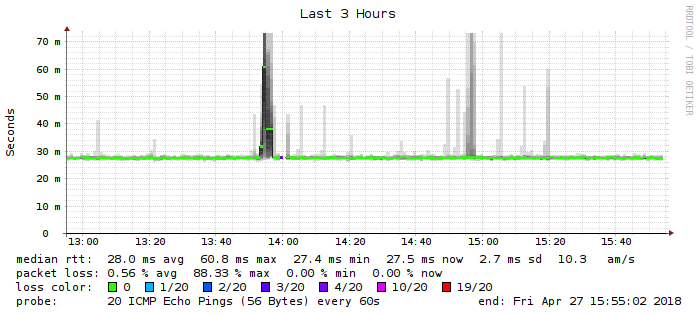 Last 3 Hours
RRDTOOL / TOBI OETIKER
Seconds
70 m
60 m
50 m
40 m
30 m
20 m
10 m
0
13:00 13:20 13:40 14:00 14:20 14:40 15:00 15:20 15:40
median rtt: 28.0 ms avg 60.8 ms max 27.4 ms min 27.5 ms now 2.7 ms sd 10.3 am/s
packet loss: 0.56 % avg 88.33 % max 0.00 % min 0.00 % now
loss color: 0 1/20 2/20 3/20 4/20 10/20 19/20
probe: 20 ICMP Echo Pings (56 Bytes) every 60s end: Fri Apr 27 15:55:02 2018